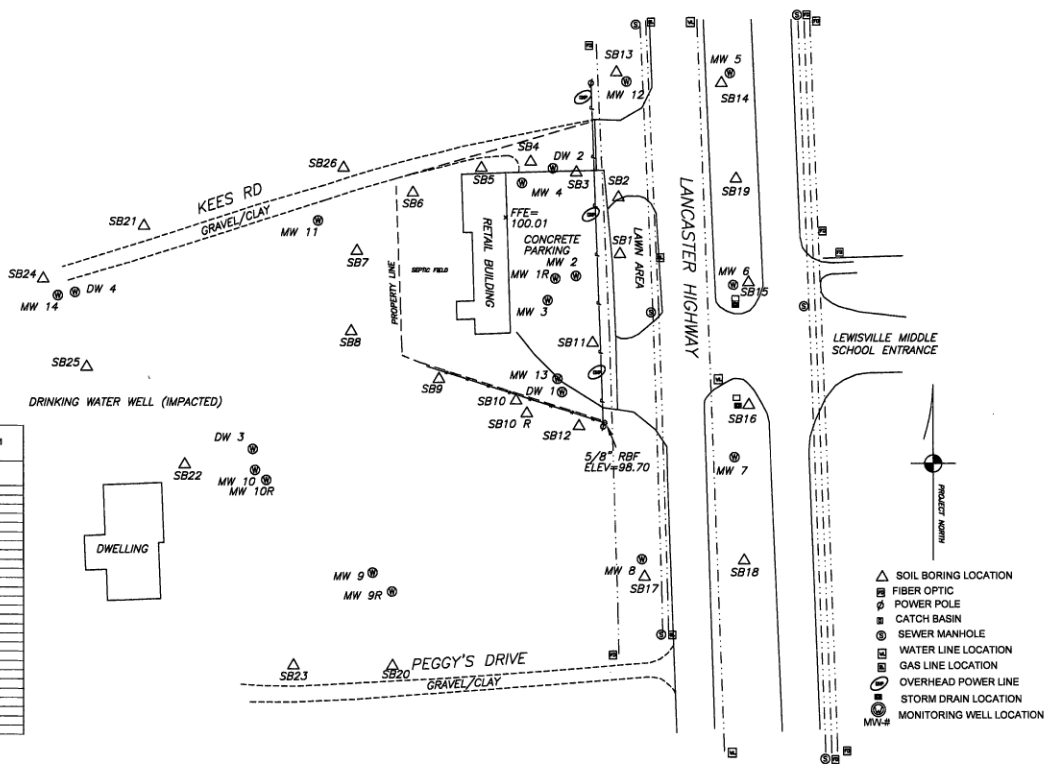 SB13
MW 5
MW 12
SB14
SB4
DW 2
SB26
SB5
SB3
SB2
SB19
KEES RD
GRAVEL/CLAY
SB6
MW 4
SB21
MW 11
FFE=
100.01
CONCRETE
PARKING
SB1
LAWN AREA
LANCASTER HIGHWAY
SB7
RETAIL BUILDING
SEPTIC FIELD
PROPERTY LINE
MW 2
MW 1R
MW 3
MW 6
SB15
SB24
MW 14
DW 4
SB8
SB11
LEWISVILLE MIDDLE
SCHOOL ENTRANCE
SB25
MW 13
DW 1
SB9
SB10
SB10 R
SB12
SB16
DRINKING WATER WELL (IMPACTED)
5/8" RBF
ELEV=98.70
DW 3
SB22
MW 10
MW 10R
MW 7
PROJECT NORTH
DWELLING
MW 9
MW 9R
MW 8
SB17
SB18
SB23
SB20
PEGGY'S DRIVE
GRAVEL/CLAY
SOIL BORING LOCATION
FIBER OPTIC
POWER POLE
CATCH BASIN
SEWER MANHOLE
WATER LINE LOCATION
GAS LINE LOCATION
OVERHEAD POWER LINE
STORM DRAIN LOCATION
MONITORING WELL LOCATION
MW-#